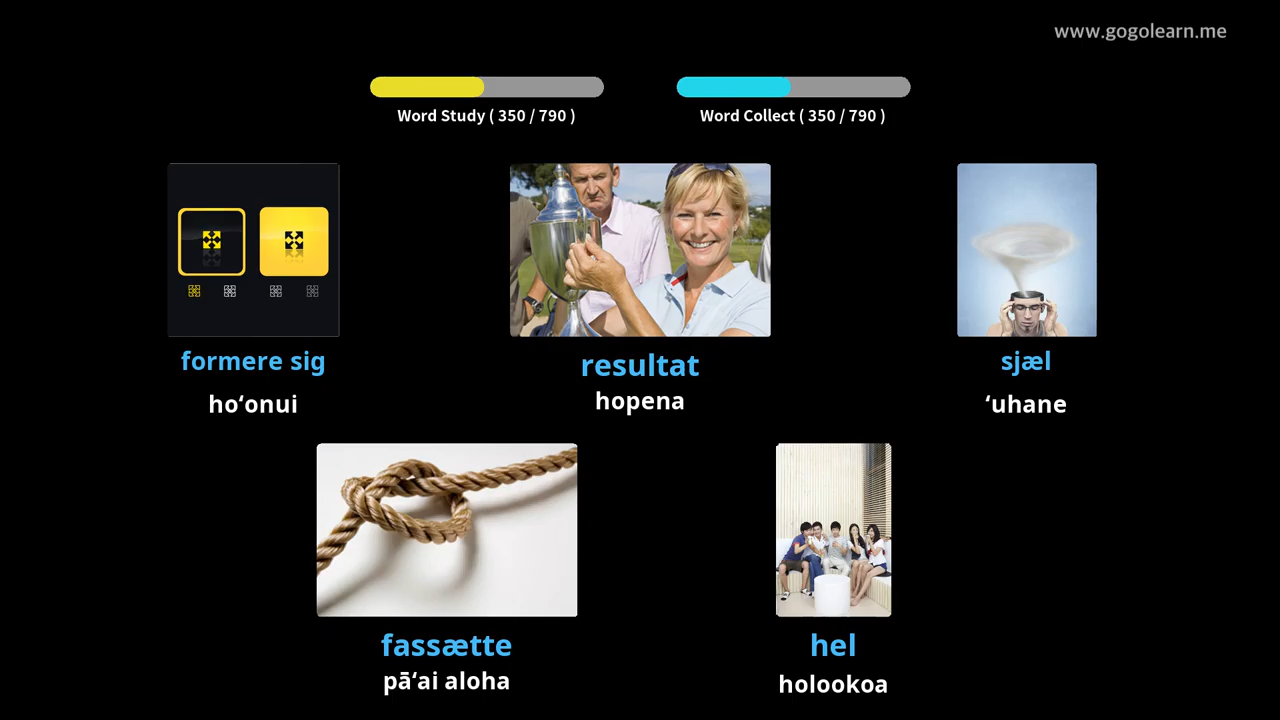 www.gogolearn.me
Word Study ( 350 / 790 )
Word Collect ( 350 / 790 )
formere sig
hoʻonui
resultat
hopena
sjæl
ʻuhane
fassætte
pāʻai aloha
hel
holookoa